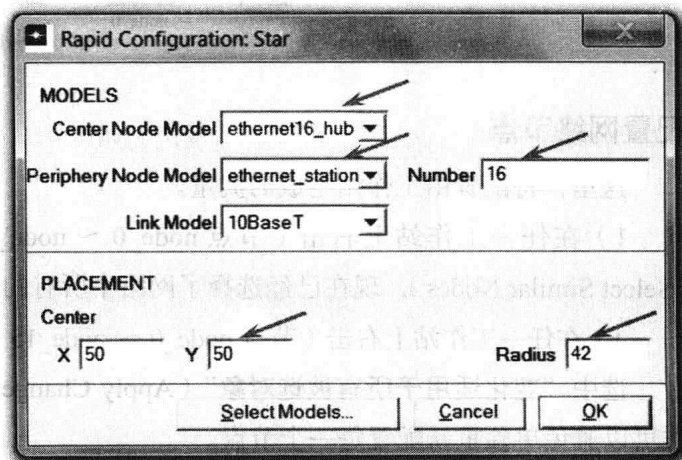 Rapid Configuration: Star
MODELS
Center Node Model ethernet16_hub
Periphery Node Model ethernet_station Number 16
Link Model 10BaseT
PLACEMENT
Center
X 50 Y 50 Radius 42
Select Models... Cancel OK